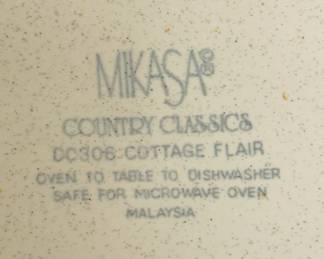 MIKASA®
COUNTRY CLASSICS
DC306 COTTAGE FLAIR
OVEN TO TABLE TO DISHWASHER
SAFE FOR MICROWAVE OVEN
MALAYSIA